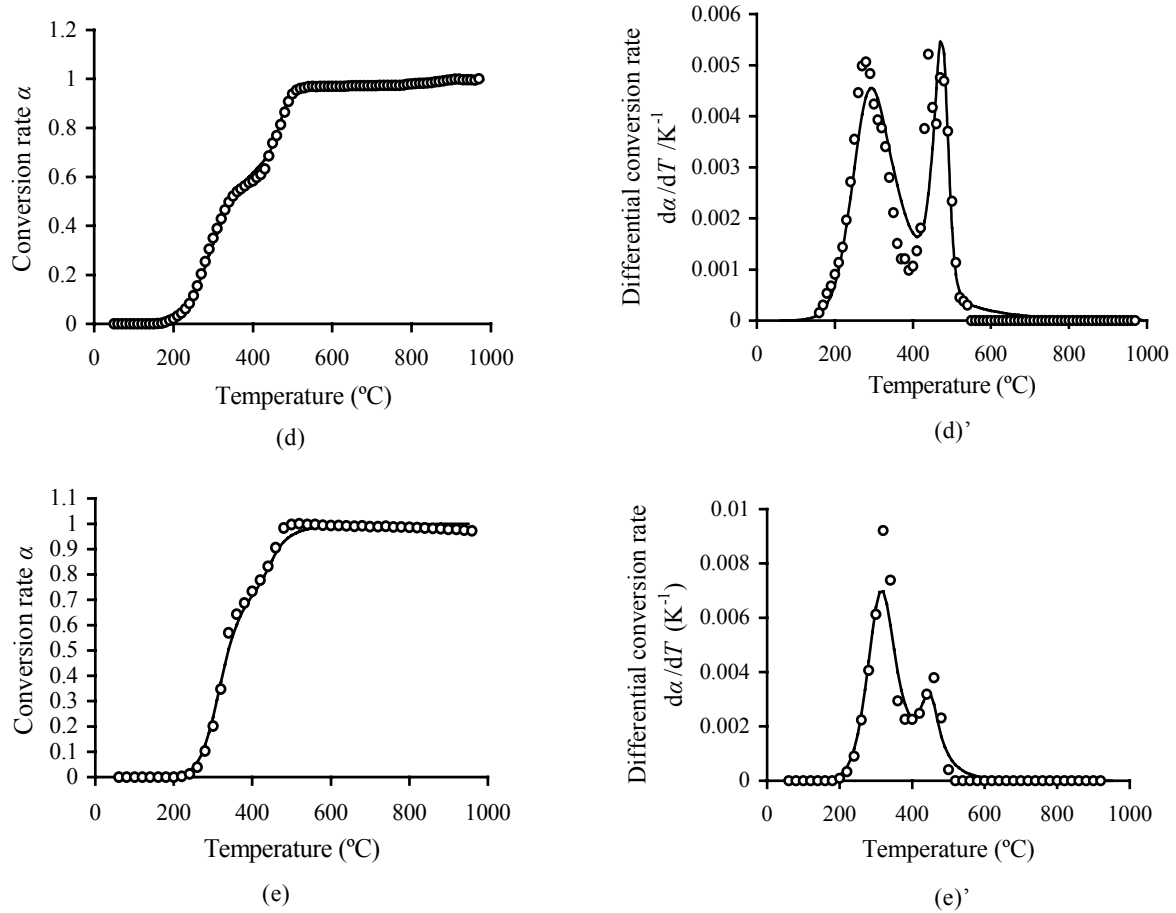 1.2
1
0.8
0.6
0.4
0.2
0
0 200 400 600 800 1000
Conversion rate α
Temperature (ºC)
(d)
0.006
0.005
0.004
0.003
0.002
0.001
0
0 200 400 600 800 1000
Differential conversion rate
dα/dT /K⁻¹
Temperature (ºC)
(d)’
1.1
1
0.9
0.8
0.7
0.6
0.5
0.4
0.3
0.2
0.1
0
0 200 400 600 800 1000
Conversion rate α
Temperature (ºC)
(e)
0.01
0.008
0.006
0.004
0.002
0
0 200 400 600 800 1000
Differential conversion rate
dα/dT (K⁻¹)
Temperature (ºC)
(e)’